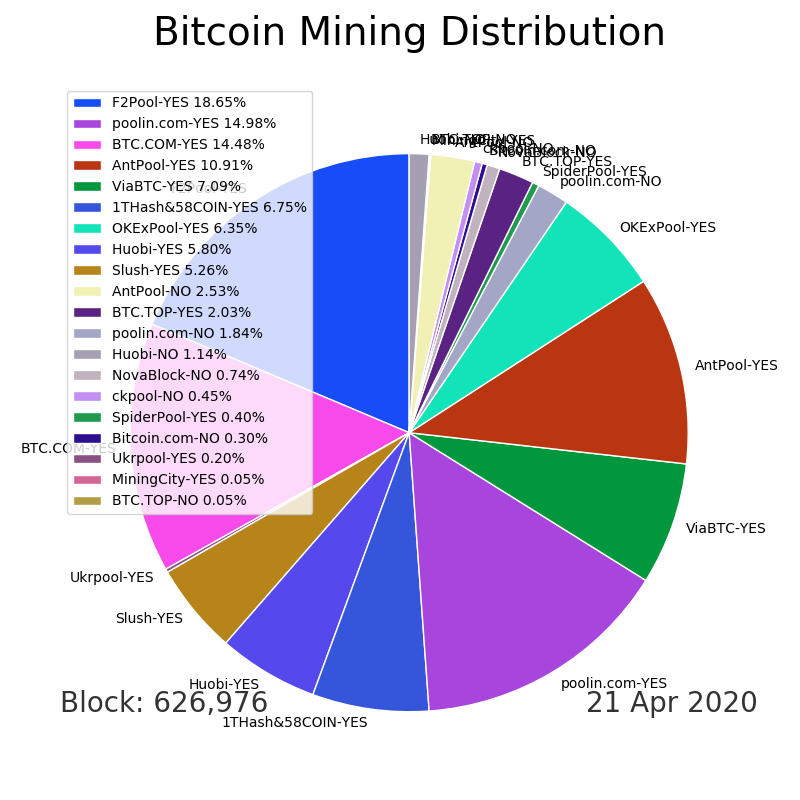 Bitcoin Mining Distribution
F2Pool-YES 18.65%
poolin.com-YES 14.98%
BTC.COM-YES 14.48%
AntPool-YES 10.91%
ViaBTC-YES 7.09%
1THash&58COIN-YES 6.75%
OKExPool-YES 6.35%
Huobi-YES 5.80%
Slush-YES 5.26%
AntPool-NO 2.53%
BTC.TOP-YES 2.03%
poolin.com-NO 1.84%
Huobi-NO 1.14%
NovaBlock-NO 0.74%
ckpool-NO 0.45%
SpiderPool-YES 0.40%
Bitcoin.com-NO 0.30%
Ukrpool-YES 0.20%
MiningCity-YES 0.05%
BTC.TOP-NO 0.05%
BTC.TOP-YES
SpiderPool-YES
poolin.com-NO
OKExPool-YES
AntPool-YES
ViaBTC-YES
poolin.com-YES
1THash&58COIN-YES
Huobi-YES
Slush-YES
Ukrpool-YES
BTC.COM-YES
Block: 626,976
21 Apr 2020